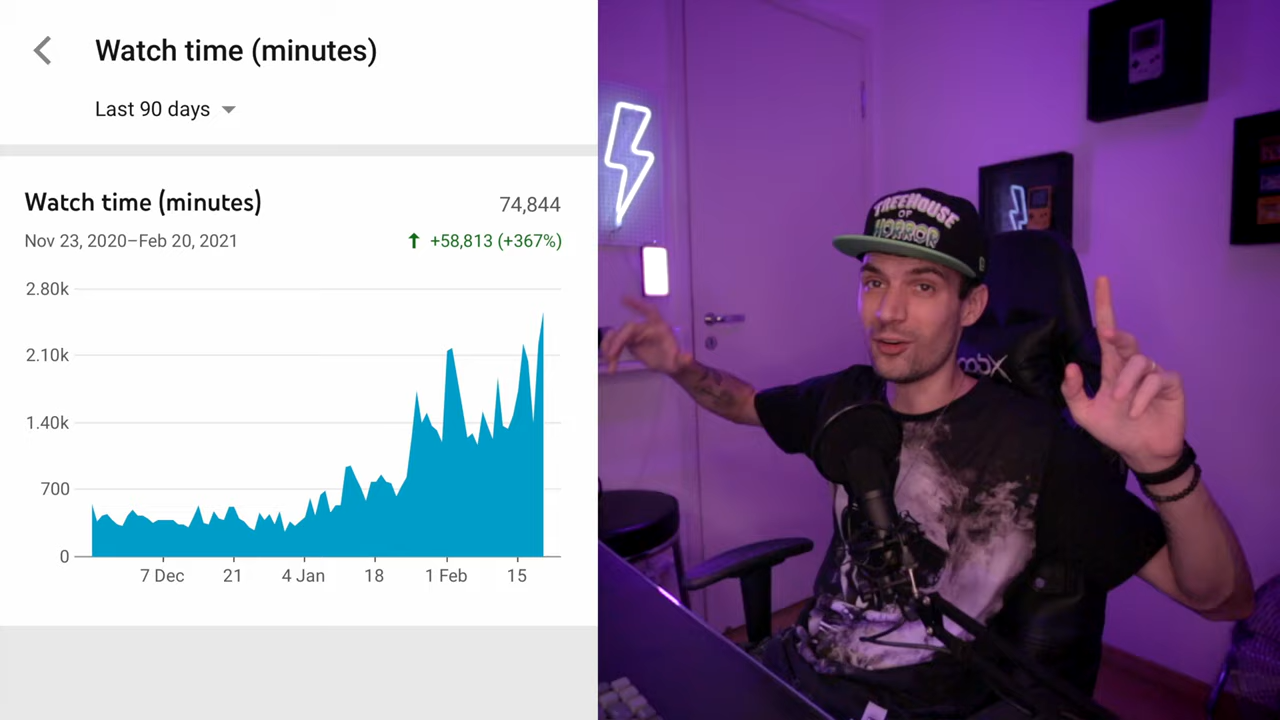 Watch time (minutes)
Last 90 days
Watch time (minutes)
74,844
Nov 23, 2020–Feb 20, 2021
+58,813 (+367%)
2.80k
2.10k
1.40k
700
0
7 Dec
21
4 Jan
18
1 Feb
15
TREEHOUSE
OF
HORROR